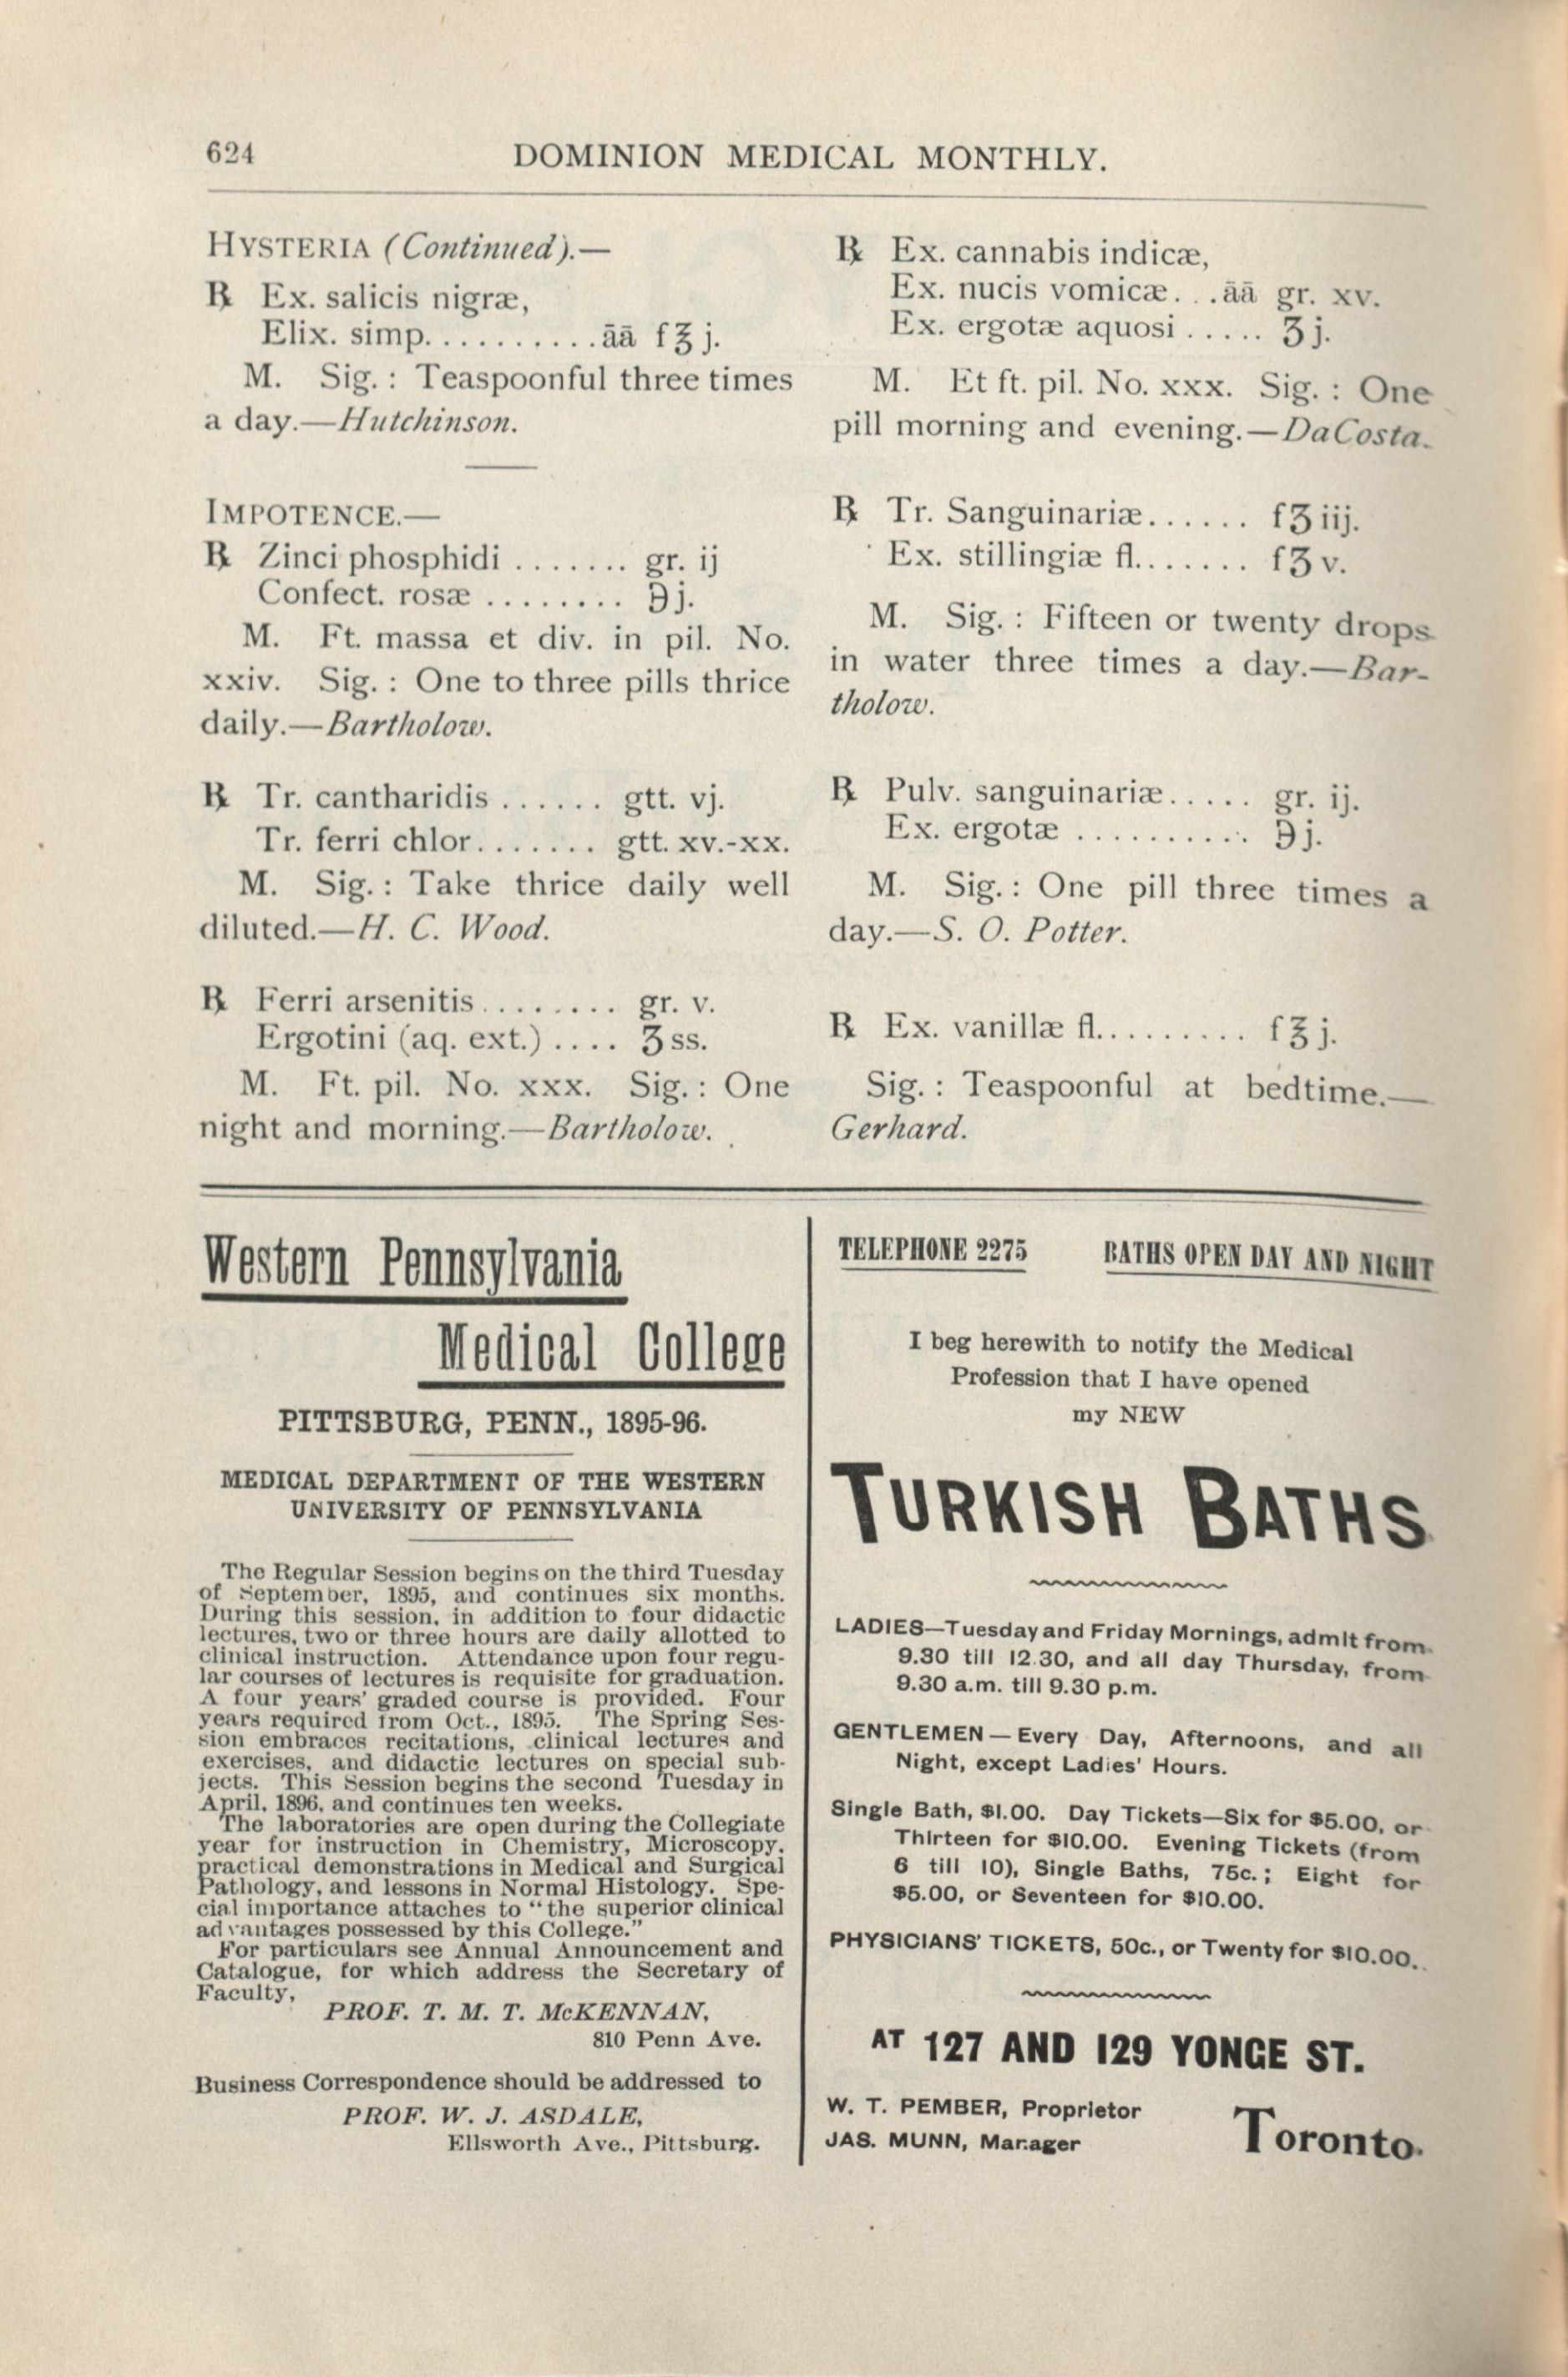 624
DOMINION MEDICAL MONTHLY.
HYSTERIA (Continued).—
℞ Ex. salicis nigræ,
Elix. simp..........āā f℥j.
M. Sig.: Teaspoonful three times
a day.—Hutchinson.
IMPOTENCE.—
℞ Zinci phosphidi ........ gr. ij
Confect. rosæ ........ ℈j.
M. Ft. massa et div. in pil. No.
xxiv. Sig.: One to three pills thrice
daily.—Bartholow.
℞ Tr. cantharidis ...... gtt. vj.
Tr. ferri chlor....... gtt. xv.-xx.
M. Sig.: Take thrice daily well
diluted.—H. C. Wood.
℞ Ferri arsenitis......... gr. v.
Ergotini (aq. ext.) .... ʒss.
M. Ft. pil. No. xxx. Sig.: One
night and morning.—Bartholow.
℞ Ex. cannabis indicæ,
Ex. nucis vomicæ...āā gr. xv.
Ex. ergotæ aquosi ..... ʒj.
M. Et ft. pil. No. xxx. Sig.: One
pill morning and evening.—DaCosta.
℞ Tr. Sanguinariæ...... fʒiij.
Ex. stillingiæ fl....... fʒv.
M. Sig.: Fifteen or twenty drops
in water three times a day.—Bar-
tholow.
℞ Pulv. sanguinariæ..... gr. ij.
Ex. ergotæ ........... ℈j.
M. Sig.: One pill three times a
day.—S. O. Potter.
℞ Ex. vanillæ fl.......... f℥j.
Sig.: Teaspoonful at bedtime.—
Gerhard.
Western Pennsylvania
Medical College
PITTSBURG, PENN., 1895-96.
MEDICAL DEPARTMENT OF THE WESTERN
UNIVERSITY OF PENNSYLVANIA
The Regular Session begins on the third Tuesday
of September, 1895, and continues six months.
During this session, in addition to four didactic
lectures, two or three hours are daily allotted to
clinical instruction. Attendance upon four regu-
lar courses of lectures is requisite for graduation.
A four years' graded course is provided. Four
years required from Oct., 1895. The Spring Ses-
sion embraces recitations, clinical lectures and
exercises, and didactic lectures on special sub-
jects. This Session begins the second Tuesday in
April, 1896, and continues ten weeks.
The laboratories are open during the Collegiate
year for instruction in Chemistry, Microscopy,
practical demonstrations in Medical and Surgical
Pathology, and lessons in Normal Histology. Spe-
cial importance attaches to "the superior clinical
advantages possessed by this College."
For particulars see Annual Announcement and
Catalogue, for which address the Secretary of
Faculty,
PROF. T. M. T. McKENNAN,
810 Penn Ave.
Business Correspondence should be addressed to
PROF. W. J. ASDALE,
Ellsworth Ave., Pittsburg.
TELEPHONE 2275
BATHS OPEN DAY AND NIGHT
I beg herewith to notify the Medical
Profession that I have opened
my NEW
TURKISH BATHS
LADIES—Tuesday and Friday Mornings, admit from
9.30 till 12.30, and all day Thursday, from
9.30 a.m. till 9.30 p.m.
GENTLEMEN—Every Day, Afternoons, and all
Night, except Ladies' Hours.
Single Bath, $1.00. Day Tickets—Six for $5.00, or
Thirteen for $10.00. Evening Tickets (from
6 till 10), Single Baths, 75c.; Eight for
$5.00, or Seventeen for $10.00.
PHYSICIANS' TICKETS, 50c., or Twenty for $10.00.
AT 127 AND 129 YONGE ST.
W. T. PEMBER, Proprietor
JAS. MUNN, Manager
Toronto.